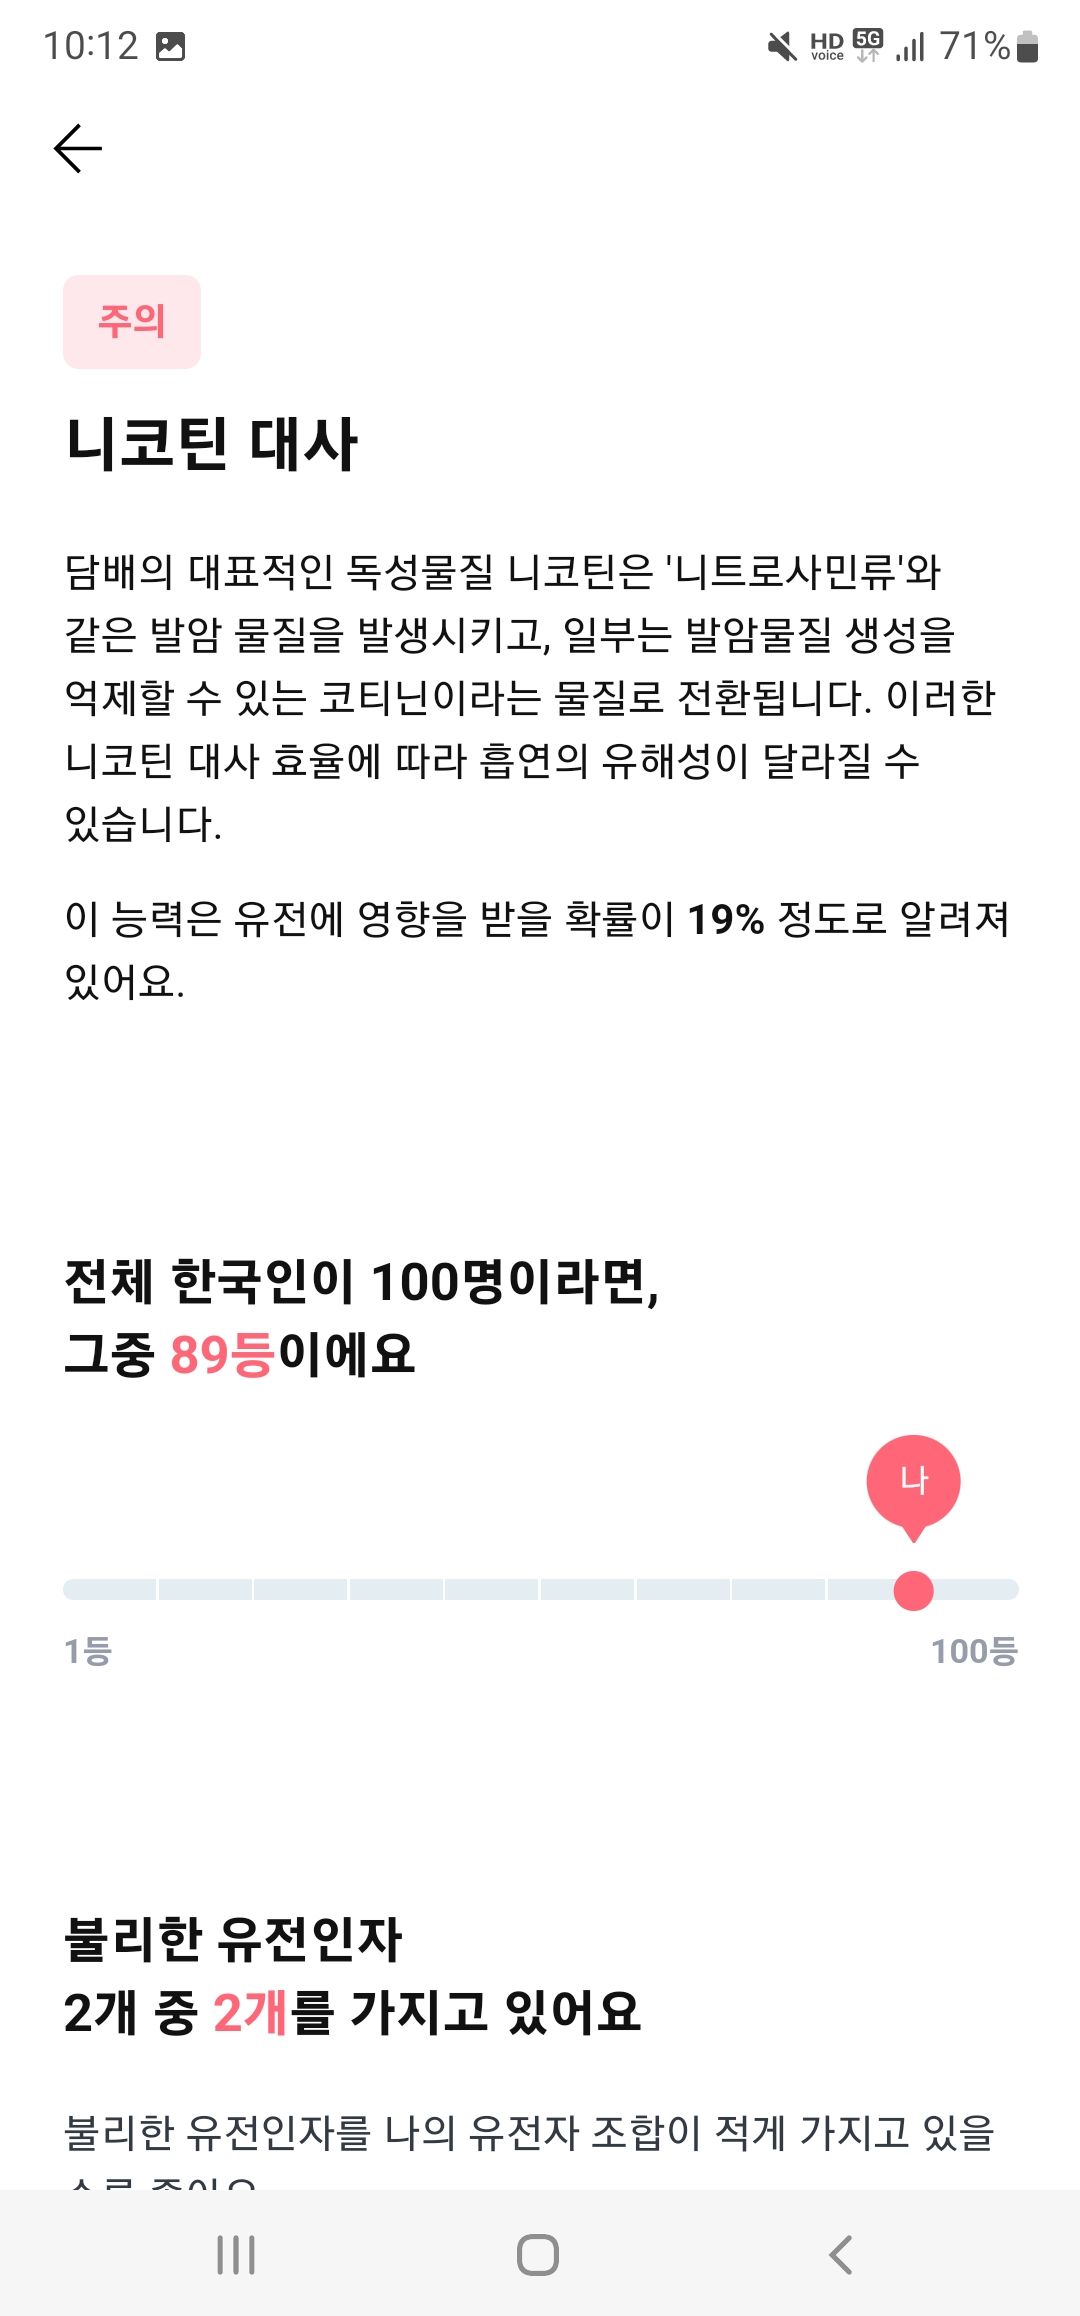 10:12
HD voice 5G 71%
주의
니코틴 대사
담배의 대표적인 독성물질 니코틴은 '니트로사민류'와
같은 발암 물질을 발생시키고, 일부는 발암물질 생성을
억제할 수 있는 코티닌이라는 물질로 전환됩니다. 이러한
니코틴 대사 효율에 따라 흡연의 유해성이 달라질 수
있습니다.
이 능력은 유전에 영향을 받을 확률이 19% 정도로 알려져
있어요.
전체 한국인이 100명이라면,
그중 89등이에요
나
1등
100등
불리한 유전인자
2개 중 2개를 가지고 있어요
불리한 유전인자를 나의 유전자 조합이 적게 가지고 있을